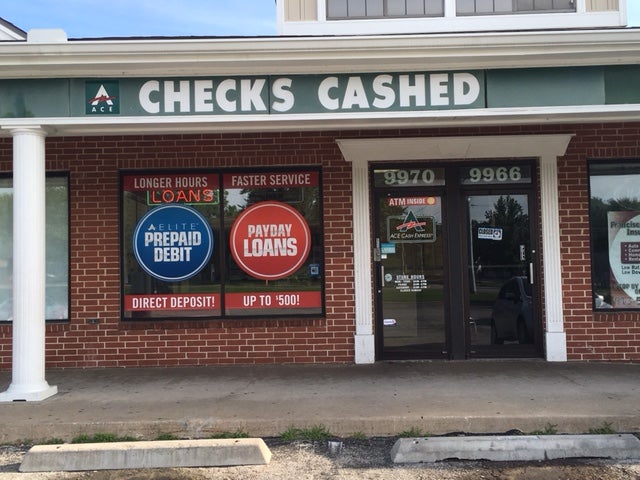 ACE
CHECKS CASHED
LONGER HOURS
FASTER SERVICE
LOANS
ELITE
PREPAID
DEBIT
PAYDAY
LOANS
DIRECT DEPOSIT!
UP TO $500!
9970
9966
ATM INSIDE
ACE CASH EXPRESS
CLOSED
STORE HOURS